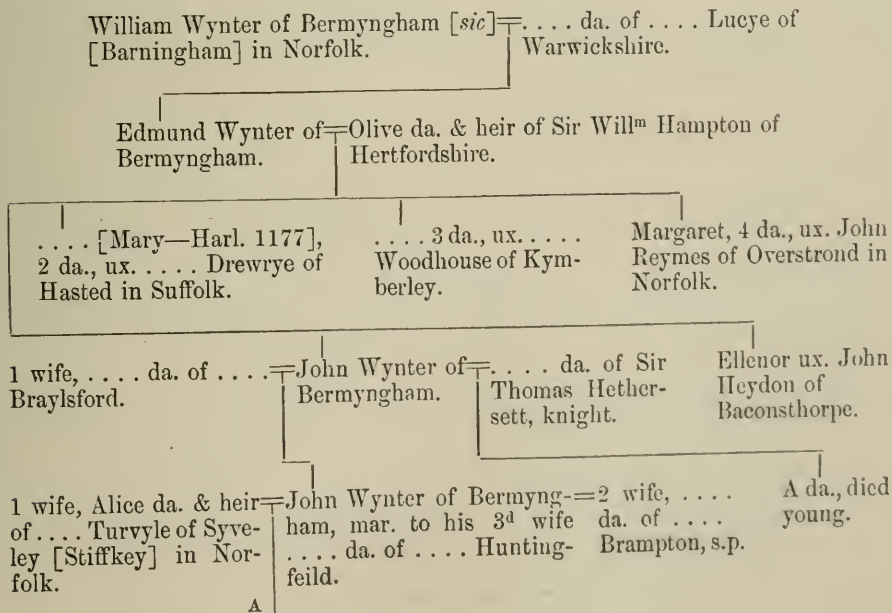 William Wynter of Bermyngham [sic]=.... da. of .... Lucye of
[Barningham] in Norfolk. Warwickshire.
Edmund Wynter of=Olive da. & heir of Sir Willm Hampton of
Bermyngham. Hertfordshire.
.... [Mary—Harl. 1177],
2 da., ux. ..... Drewrye of
Hasted in Suffolk.
.... 3 da., ux. .....
Woodhouse of Kym-
berley.
Margaret, 4 da., ux. John
Reymes of Overstrond in
Norfolk.
1 wife, .... da. of ....=John Wynter of=.... da. of Sir
Braylsford. Bermyngham. Thomas Hether-
sett, knight.
Ellenor ux. John
Heydon of
Baconsthorpe.
1 wife, Alice da. & heir=John Wynter of Bermyng-=2 wife, ....
of .... Turvyle of Syve- ham, mar. to his 3d wife da. of ....
ley [Stiffkey] in Nor- .... da. of .... Hunting- Brampton, s.p.
folk. feild.
A da., died
young.
A